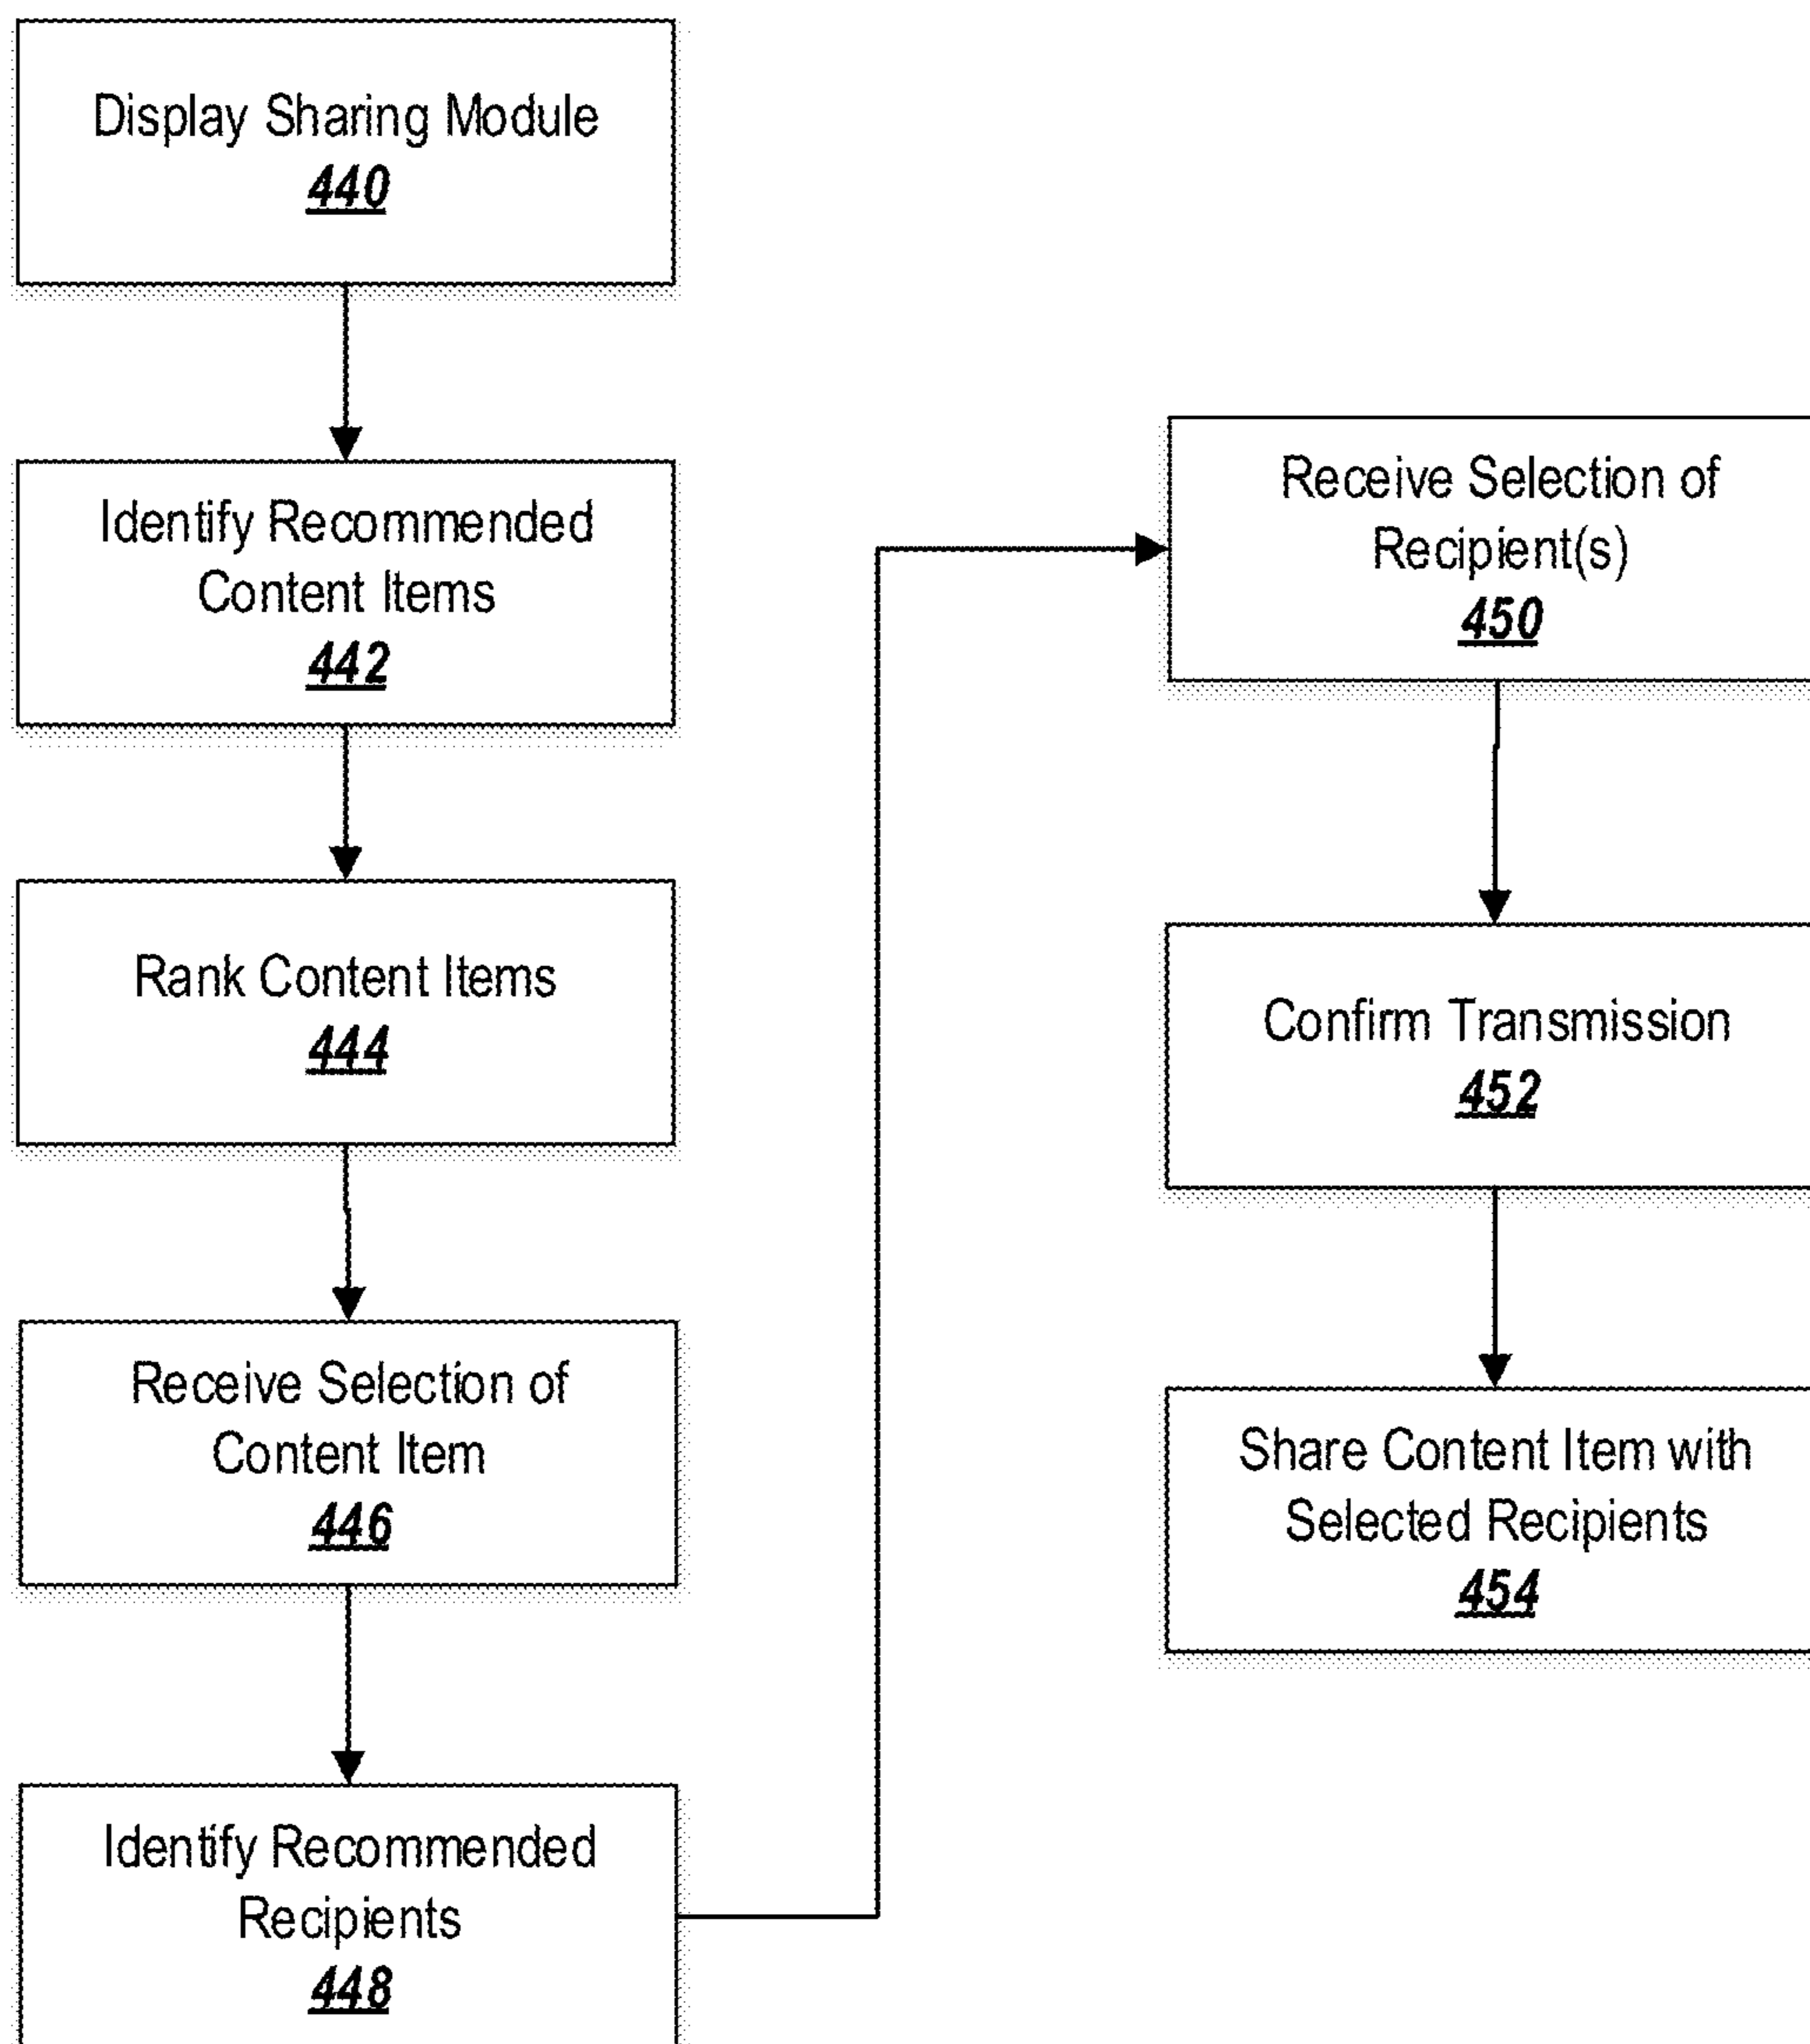 Display Sharing Module
440
Identify Recommended
Content Items
442
Rank Content Items
444
Receive Selection of
Content Item
446
Identify Recommended
Recipients
448
Receive Selection of
Recipient(s)
450
Confirm Transmission
452
Share Content Item with
Selected Recipients
454